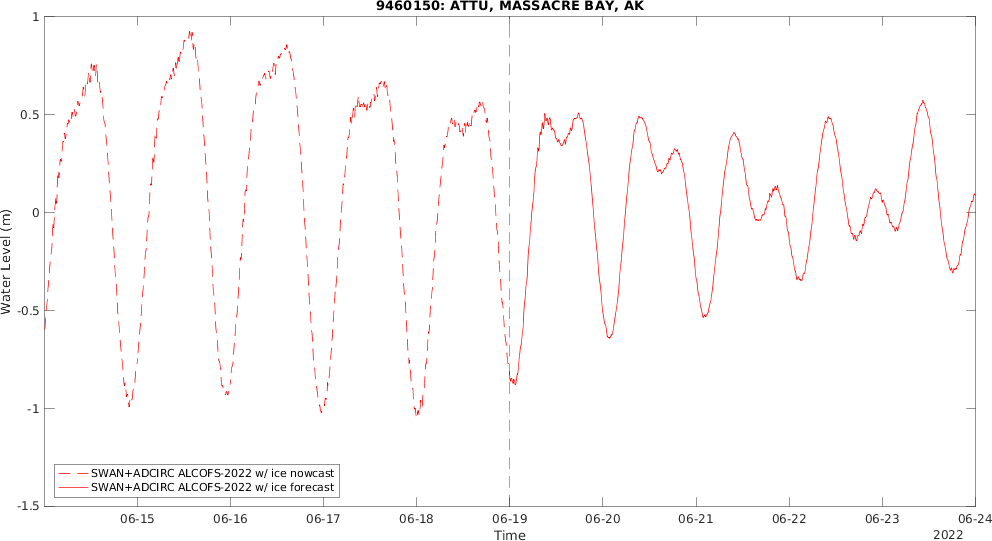 9460150: ATTU, MASSACRE BAY, AK
Water Level (m)
1
0.5
0
-0.5
-1
-1.5
SWAN+ADCIRC ALCOFS-2022 w/ ice nowcast
SWAN+ADCIRC ALCOFS-2022 w/ ice forecast
06-15 06-16 06-17 06-18 06-19 06-20 06-21 06-22 06-23 06-24
Time
2022